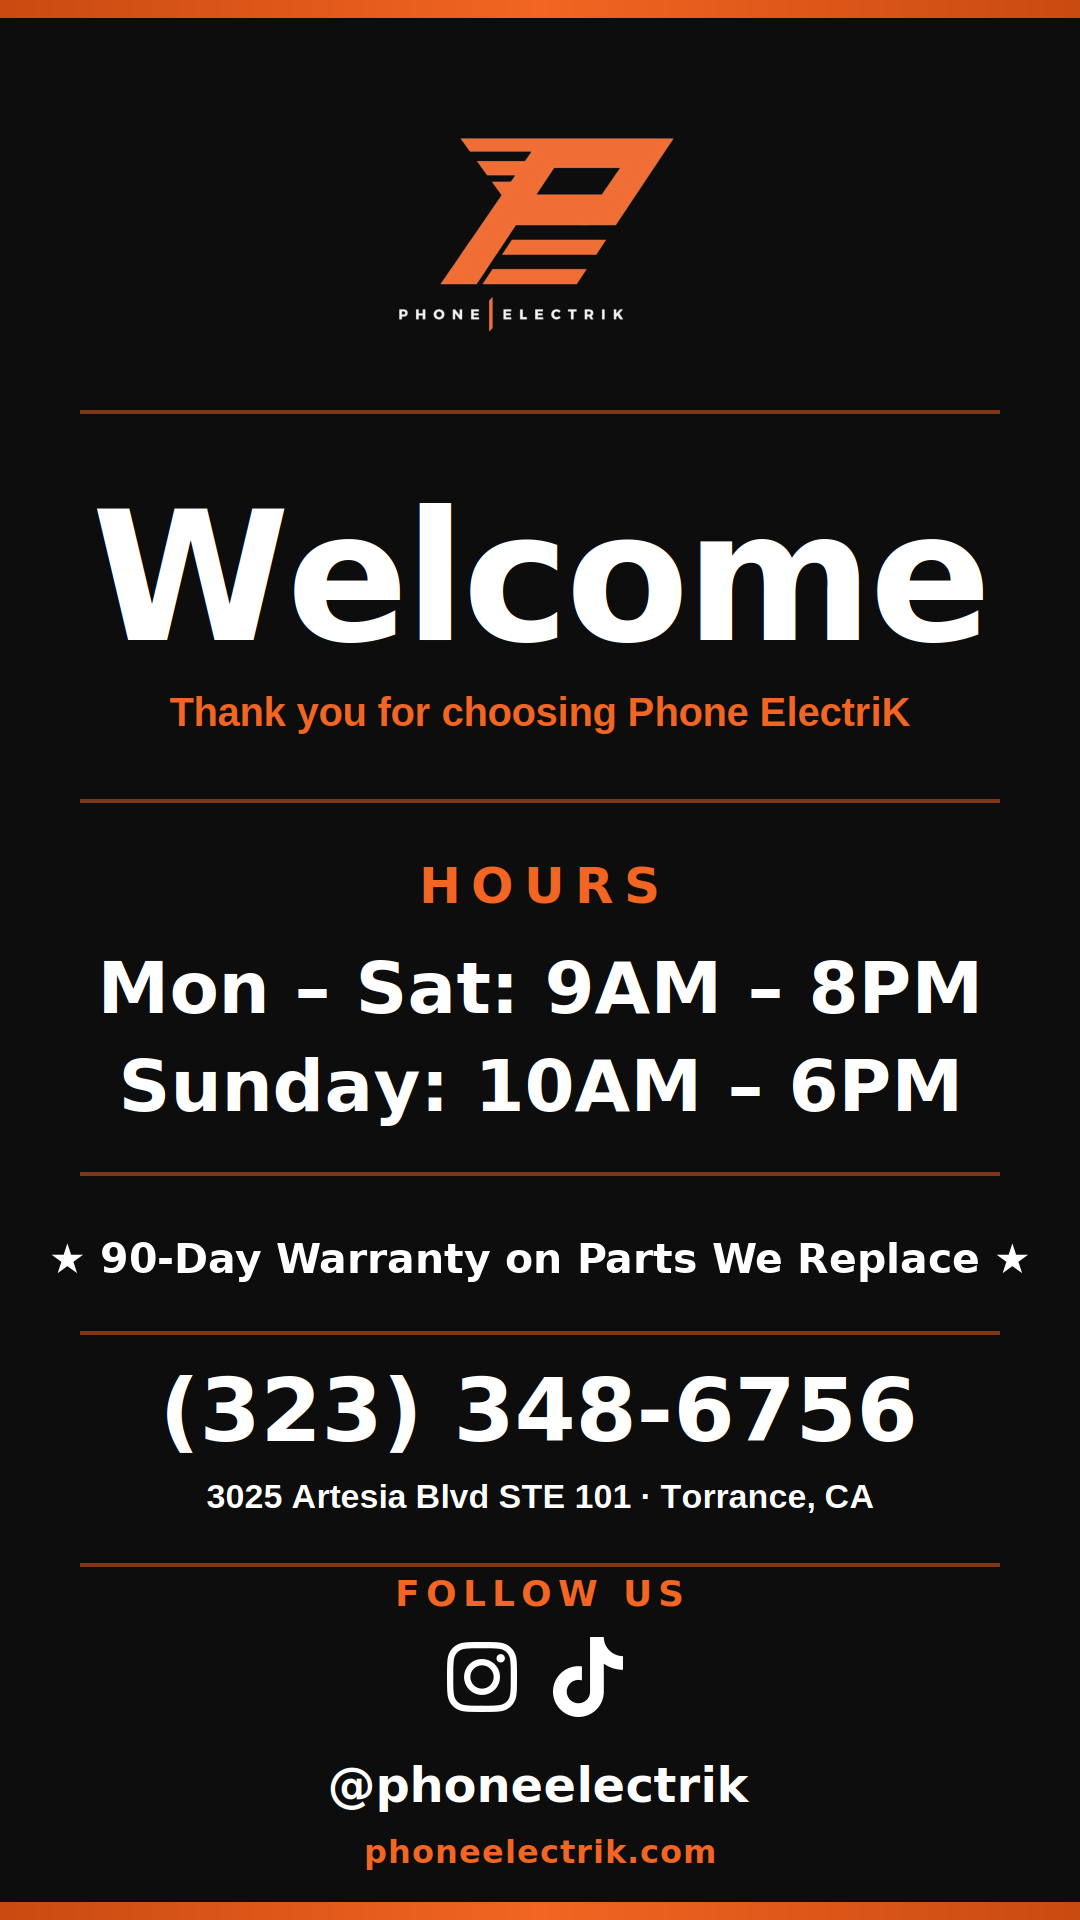 PHONE ELECTRIK
Welcome
Thank you for choosing Phone ElectriK
HOURS
Mon – Sat: 9AM – 8PM
Sunday: 10AM – 6PM
★ 90-Day Warranty on Parts We Replace ★
(323) 348-6756
3025 Artesia Blvd STE 101 · Torrance, CA
FOLLOW US
@phoneelectrik
phoneelectrik.com